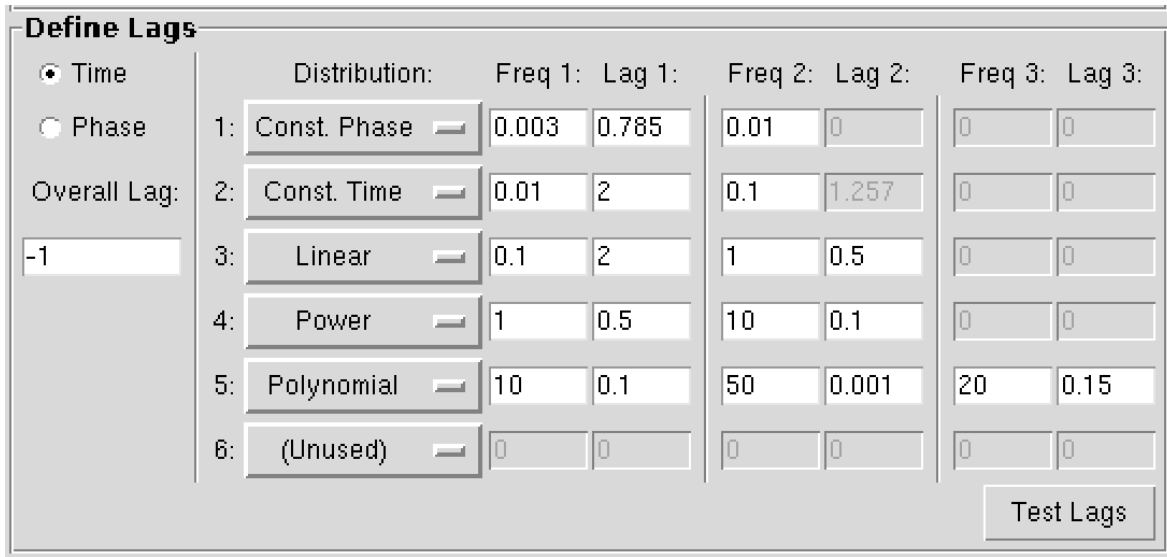 Define Lags
Time Distribution: Freq 1: Lag 1: Freq 2: Lag 2: Freq 3: Lag 3:
Phase 1: Const. Phase 0.003 0.785 0.01 0 0 0
Overall Lag: 2: Const. Time 0.01 2 0.1 1.257 0 0
-1 3: Linear 0.1 2 1 0.5 0 0
4: Power 1 0.5 10 0.1 0 0
5: Polynomial 10 0.1 50 0.001 20 0.15
6: (Unused) 0 0 0 0 0 0
Test Lags